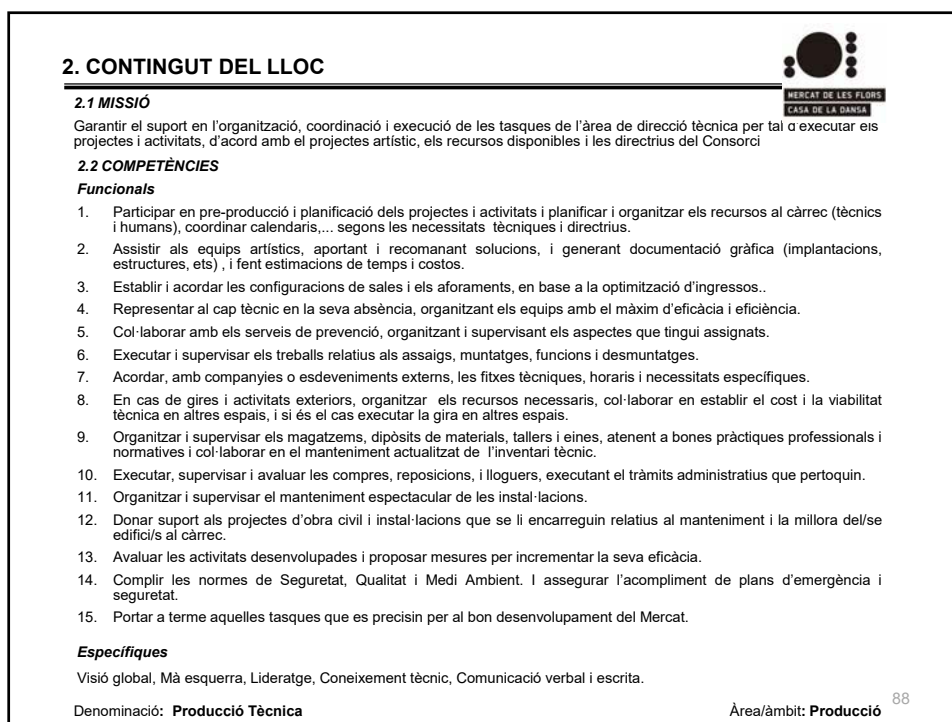 2. CONTINGUT DEL LLOC
MERCAT DE LES FLORS
CASA DE LA DANSA
2.1 MISSIÓ
Garantir el suport en l'organització, coordinació i execució de les tasques de l'àrea de direcció tècnica per tal d'executar els
projectes i activitats, d'acord amb el projectes artístic, els recursos disponibles i les directrius del Consorci
2.2 COMPETÈNCIES
Funcionals
1. Participar en pre-producció i planificació dels projectes i activitats i planificar i organitzar els recursos al càrrec (tècnics
i humans), coordinar calendaris,... segons les necessitats tècniques i directrius.
2. Assistir als equips artístics, aportant i recomanant solucions, i generant documentació gràfica (implantacions,
estructures, ets) , i fent estimacions de temps i costos.
3. Establir i acordar les configuracions de sales i els aforaments, en base a la optimització d'ingressos..
4. Representar al cap tècnic en la seva absència, organitzant els equips amb el màxim d'eficàcia i eficiència.
5. Col·laborar amb els serveis de prevenció, organitzant i supervisant els aspectes que tingui assignats.
6. Executar i supervisar els treballs relatius als assaigs, muntatges, funcions i desmuntatges.
7. Acordar, amb companyies o esdeveniments externs, les fitxes tècniques, horaris i necessitats específiques.
8. En cas de gires i activitats exteriors, organitzar els recursos necessaris, col·laborar en establir el cost i la viabilitat
tècnica en altres espais, i si és el cas executar la gira en altres espais.
9. Organitzar i supervisar els magatzems, dipòsits de materials, tallers i eines, atenent a bones pràctiques professionals i
normatives i col·laborar en el manteniment actualitzat de l'inventari tècnic.
10. Executar, supervisar i avaluar les compres, reposicions, i lloguers, executant el tràmits administratius que pertoquin.
11. Organitzar i supervisar el manteniment espectacular de les instal·lacions.
12. Donar suport als projectes d'obra civil i instal·lacions que se li encarreguin relatius al manteniment i la millora del/se
edifici/s al càrrec.
13. Avaluar les activitats desenvolupades i proposar mesures per incrementar la seva eficàcia.
14. Complir les normes de Seguretat, Qualitat i Medi Ambient. I assegurar l'acompliment de plans d'emergència i
seguretat.
15. Portar a terme aquelles tasques que es precisin per al bon desenvolupament del Mercat.
Específiques
Visió global, Mà esquerra, Lideratge, Coneixement tècnic, Comunicació verbal i escrita.
88
Denominació: Producció Tècnica Àrea/àmbit: Producció